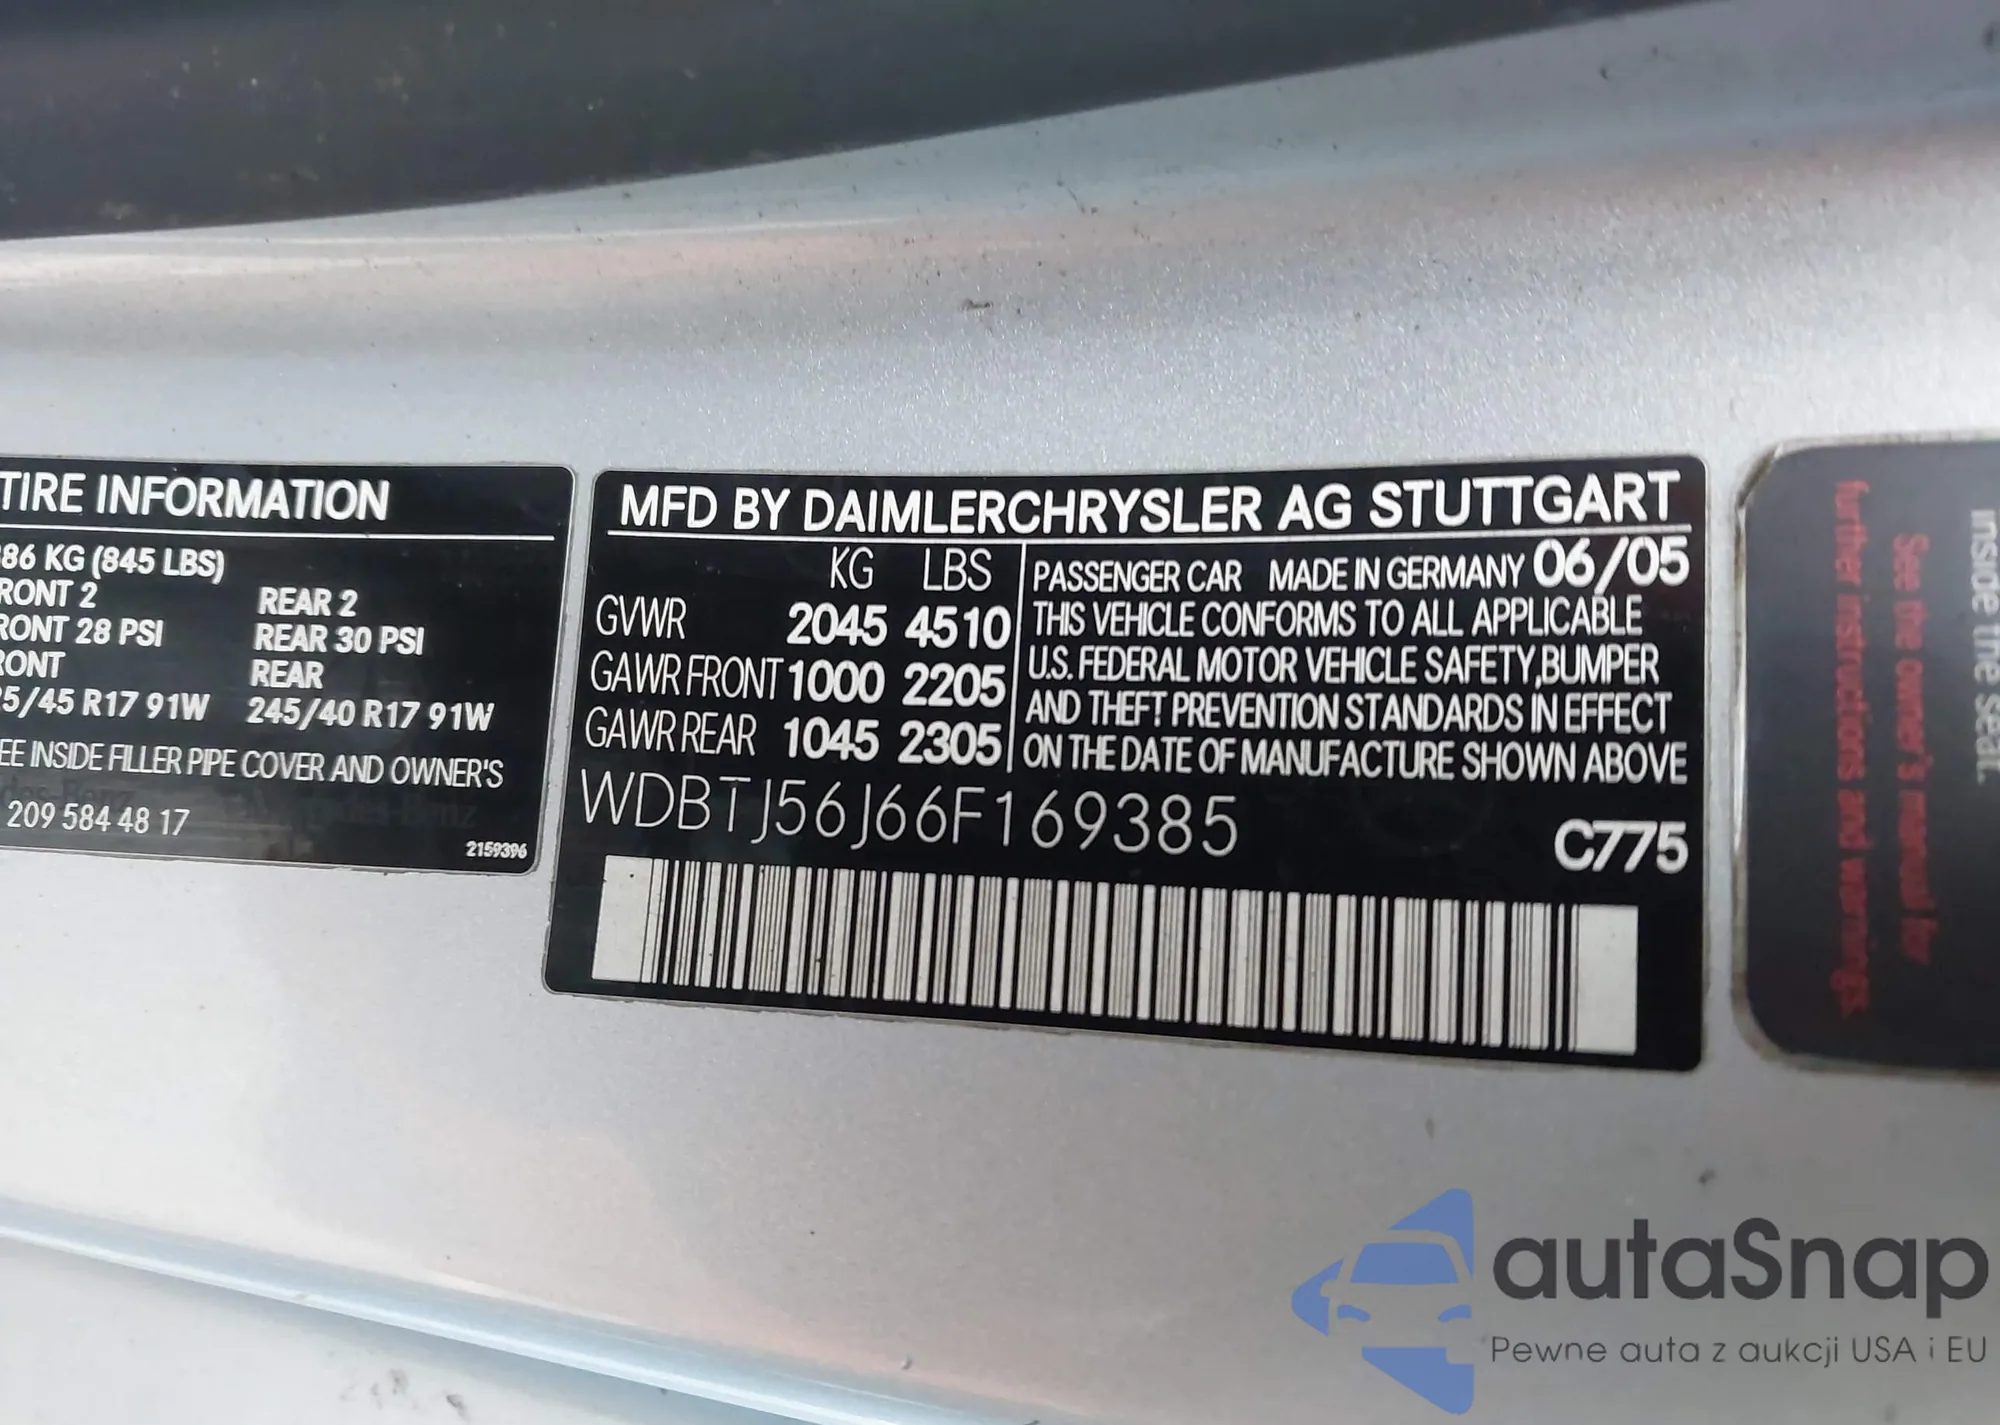 TIRE INFORMATION
86 KG (845 LBS)
RONT 2 REAR 2
RONT 28 PSI REAR 30 PSI
RONT REAR
5/45 R17 91W 245/40 R17 91W
EE INSIDE FILLER PIPE COVER AND OWNER'S
209 584 48 17
2159396
MFD BY DAIMLERCHRYSLER AG STUTTGART
KG LBS
GVWR 2045 4510
GAWR FRONT 1000 2205
GAWR REAR 1045 2305
PASSENGER CAR MADE IN GERMANY 06/05
THIS VEHICLE CONFORMS TO ALL APPLICABLE
U.S. FEDERAL MOTOR VEHICLE SAFETY,BUMPER
AND THEFT PREVENTION STANDARDS IN EFFECT
ON THE DATE OF MANUFACTURE SHOWN ABOVE
WDBTJ56J66F169385
C775
inside the seat.
See the owner's manual for
further instructions and warnings.
autaSnap
Pewne auta z aukcji USA i EU